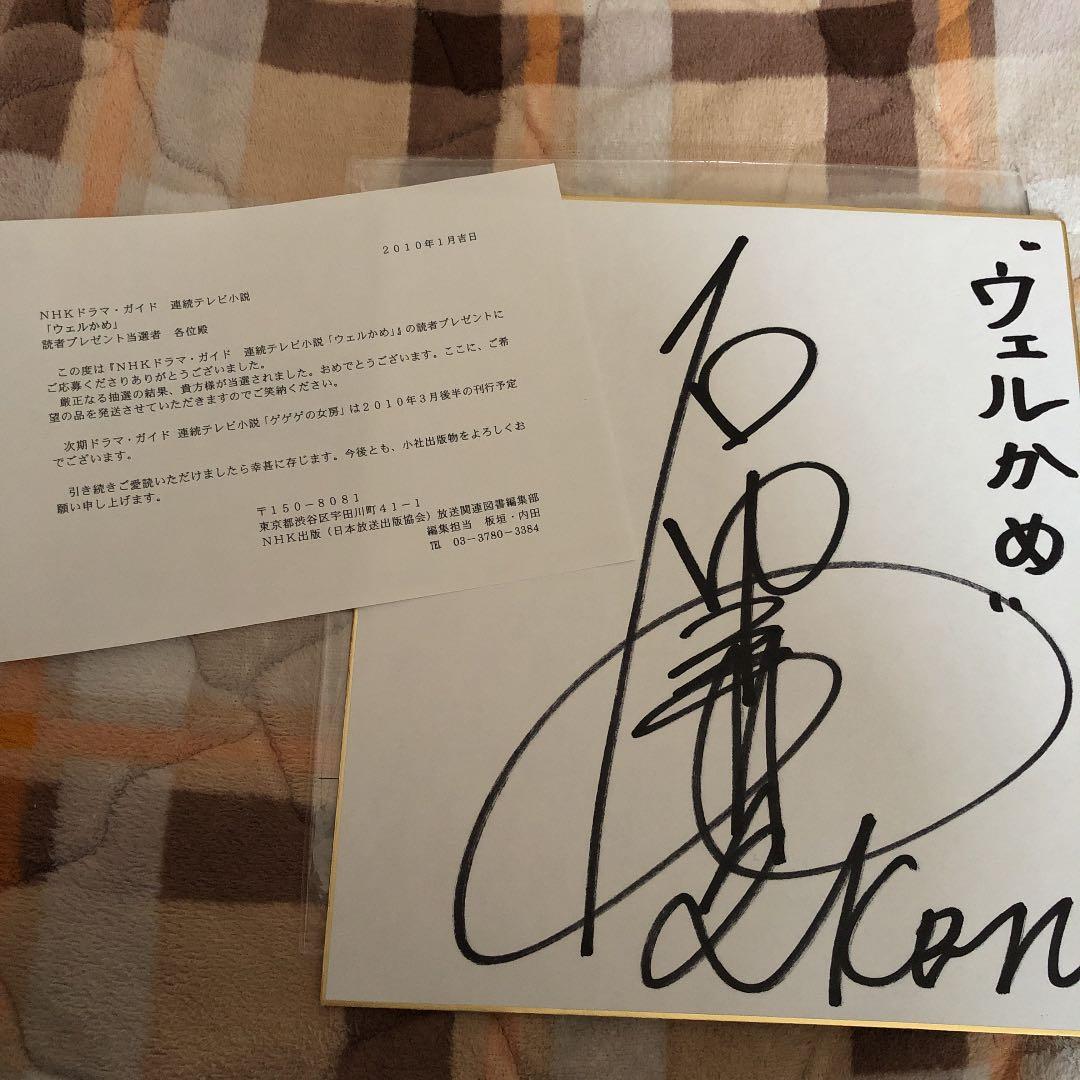 2010年1月吉日
NHKドラマ・ガイド 連続テレビ小説
「ウェルかめ」
読者プレゼント当選者 各位殿
この度は『NHKドラマ・ガイド 連続テレビ小説「ウェルかめ」』の読者プレゼントに
ご応募くださりありがとうございました。
厳正なる抽選の結果、貴方様が当選されました。おめでとうございます。ここに、ご希
望の品を発送させていただきますのでご笑納ください。
次期ドラマ・ガイド 連続テレビ小説「ゲゲゲの女房」は2010年3月後半の刊行予定
でございます。
引き続きご愛読いただけましたら幸甚に存じます。今後とも、小社出版物をよろしくお
願い申し上げます。
〒150-8081
東京都渋谷区宇田川町41-1
NHK出版（日本放送出版協会）放送関連図書編集部
編集担当 板垣・内田
℡ 03-3780-3384
"ウェルかめ"